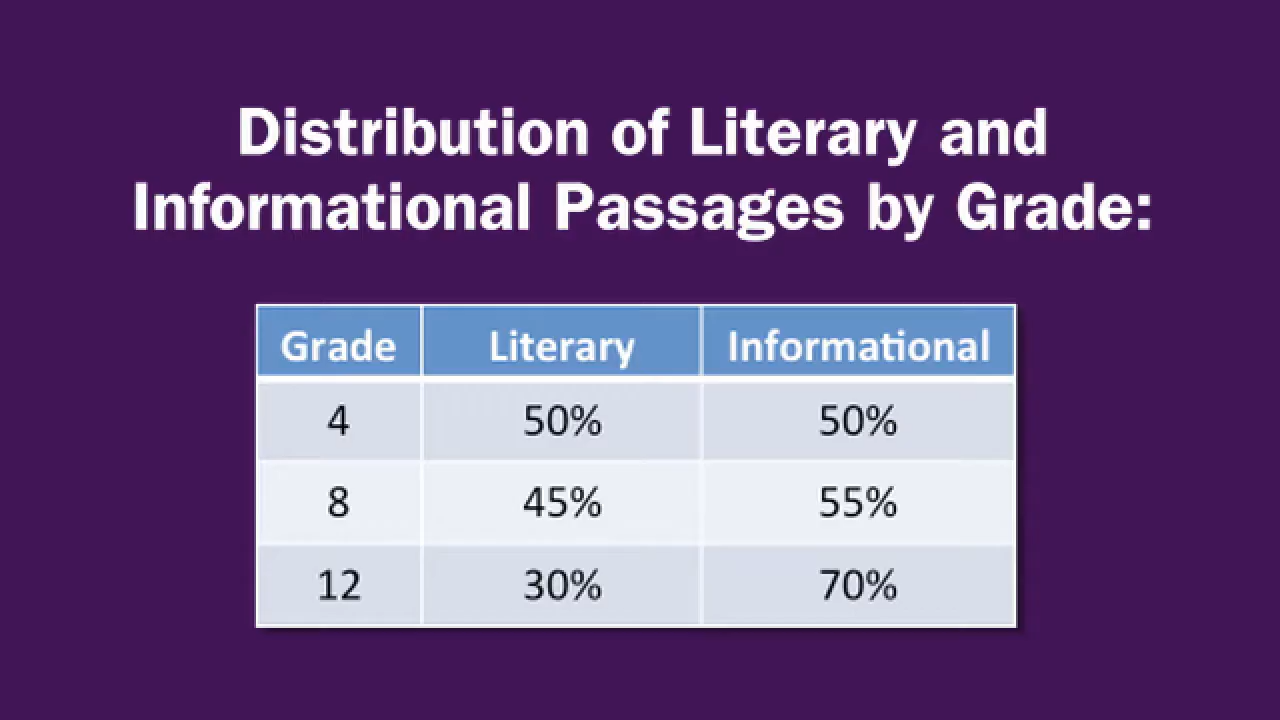 Distribution of Literary and
Informational Passages by Grade:
Grade Literary Informational
4 50% 50%
8 45% 55%
12 30% 70%